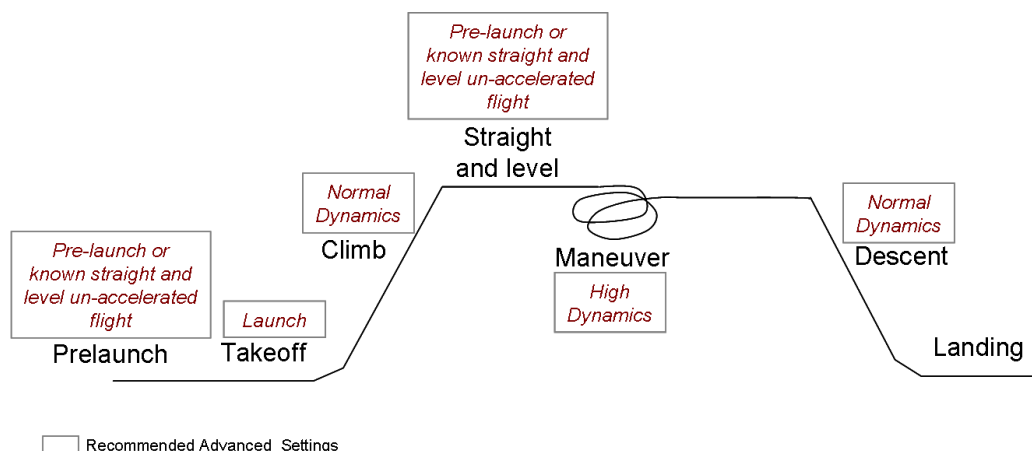 Pre-launch or
known straight and
level un-accelerated
flight
Straight
and level
Normal
Dynamics
Climb
Normal
Dynamics
Descent
Pre-launch or
known straight and
level un-accelerated
flight
Prelaunch
Launch
Takeoff
Maneuver
High
Dynamics
Landing
Recommended Advanced Settings